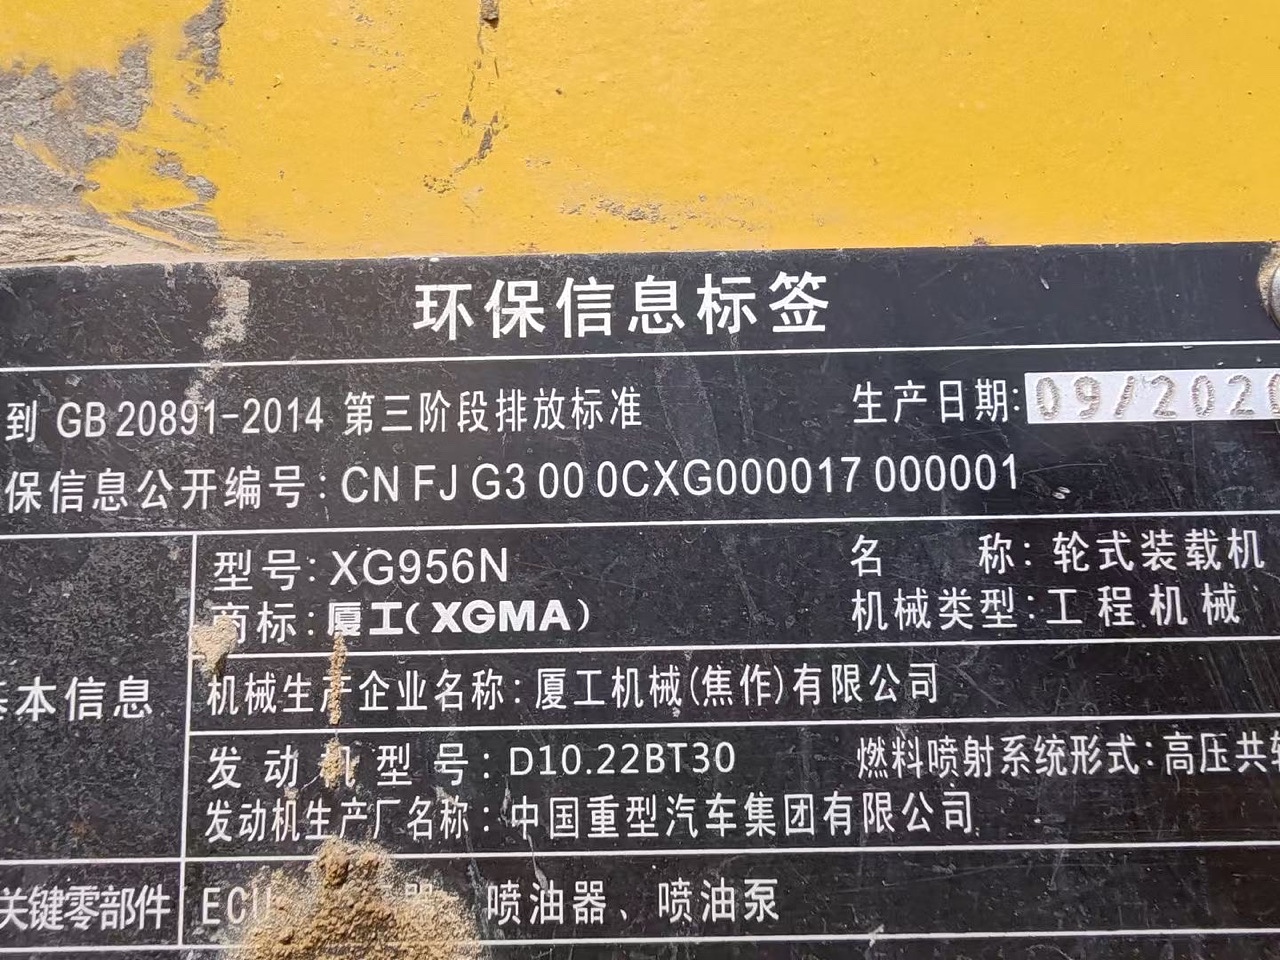 环保信息标签
到 GB 20891-2014 第三阶段排放标准 生产日期: 09/2020
保信息公开编号: CN FJ G3 00 0CXG000017 000001
型号: XG956N 名 称: 轮式装载机
商标: 厦工(XGMA) 机械类型: 工程机械
基本信息
机械生产企业名称: 厦工机械(焦作)有限公司
发动机型号: D10.22BT30 燃料喷射系统形式: 高压共轨
发动机生产厂名称: 中国重型汽车集团有限公司
关键零部件 ECU 器、喷油器、喷油泵